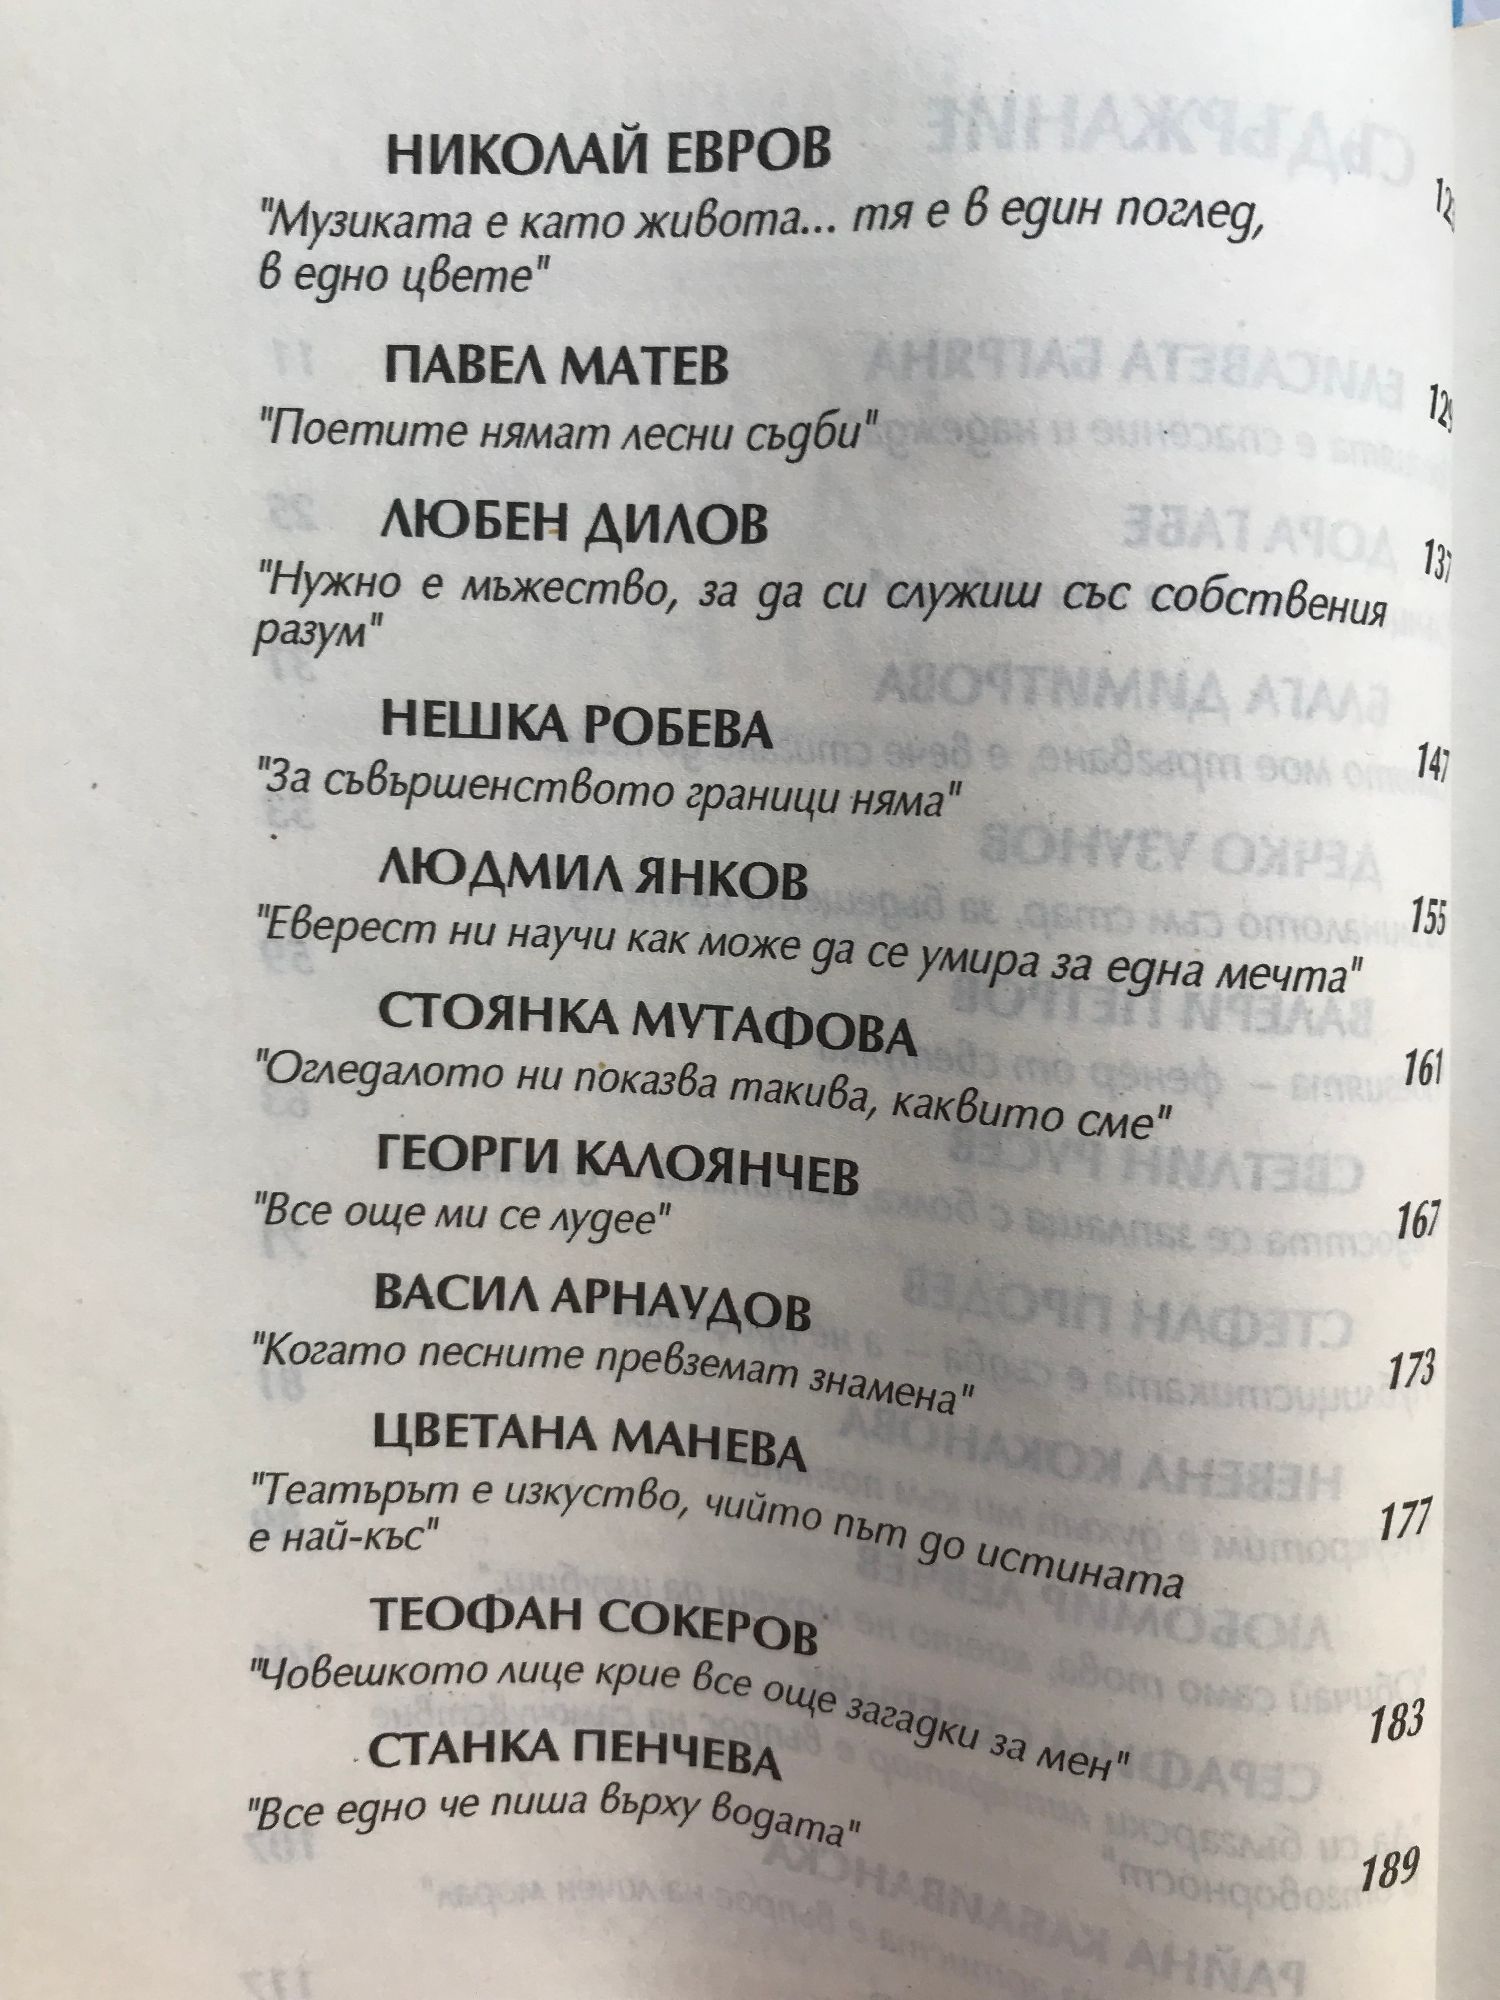 НИКОЛАЙ ЕВРОВ
"Музиката е като живота... тя е в един поглед,
в едно цвете"
ПАВЕЛ МАТЕВ 129
"Поетите нямат лесни съдби"
ЛЮБЕН ДИЛОВ 137
"Нужно е мъжество, за да си служиш със собствения
разум"
НЕШКА РОБЕВА 147
"За съвършенството граници няма"
ЛЮДМИЛ ЯНКОВ 155
"Еверест ни научи как може да се умира за една мечта"
СТОЯНКА МУТАФОВА 161
"Огледалото ни показва такива, каквито сме"
ГЕОРГИ КАЛОЯНЧЕВ 167
"Все още ми се лудее"
ВАСИЛ АРНАУДОВ 173
"Когато песните превземат знамена"
ЦВЕТАНА МАНЕВА 177
"Театърът е изкуство, чийто път до истината
е най-къс"
ТЕОФАН СОКЕРОВ 183
"Човешкото лице крие все още загадки за мен"
СТАНКА ПЕНЧЕВА 189
"Все едно че пиша върху водата"